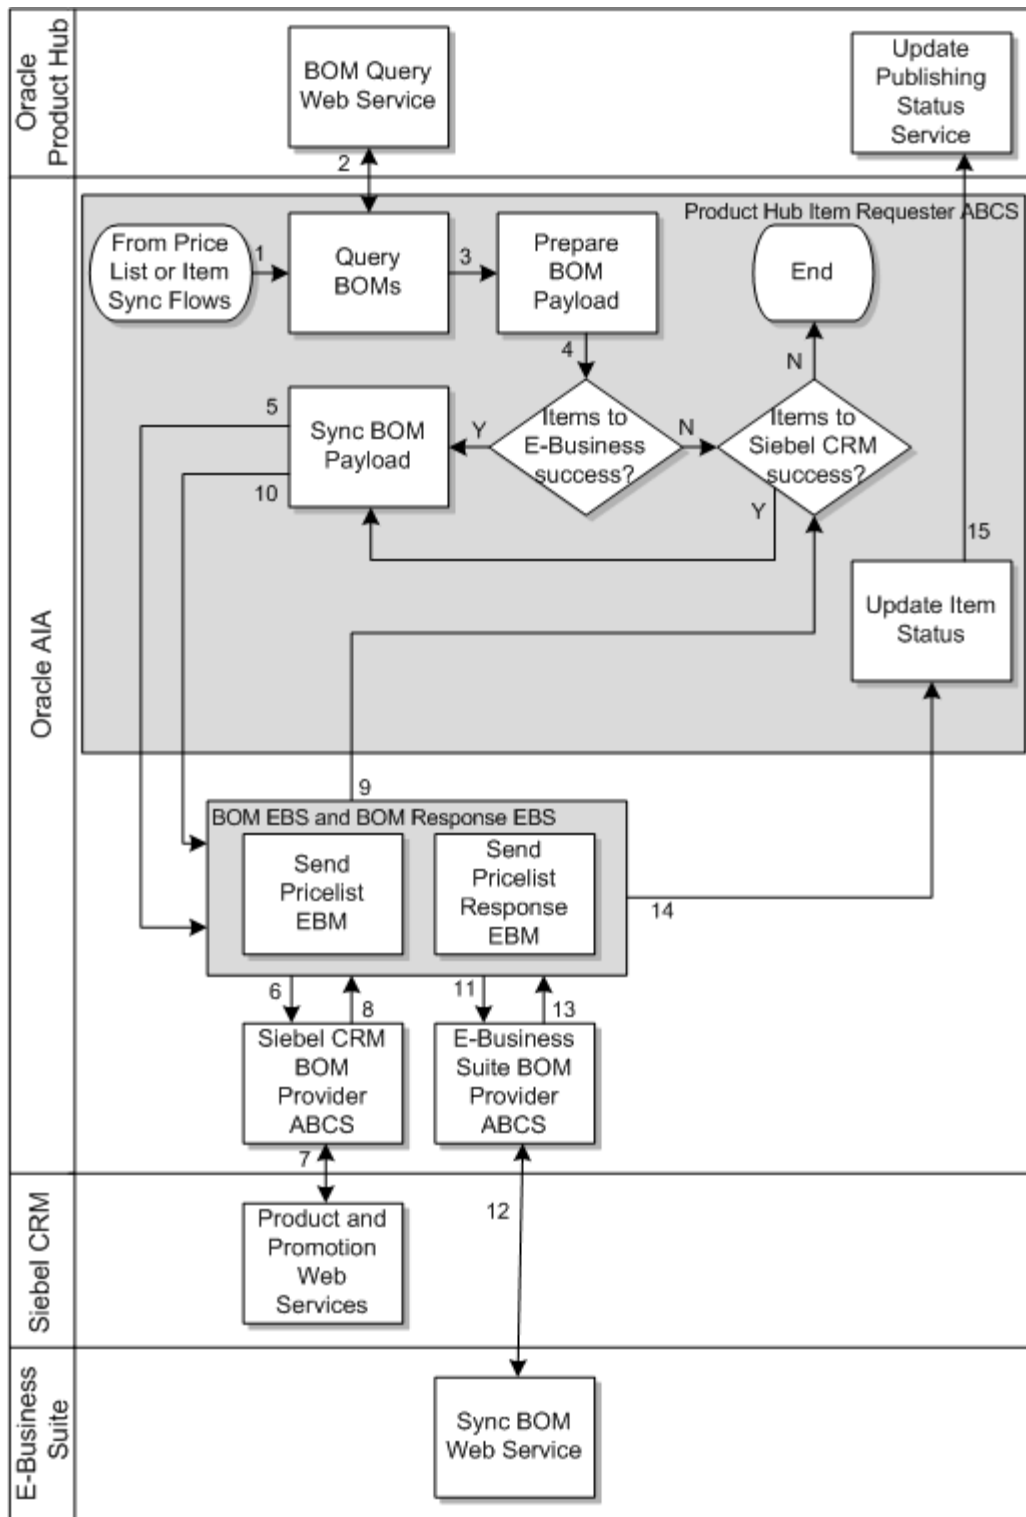 Oracle
Product Hub
BOM Query
Web Service
Update
Publishing
Status
Service
2
Oracle AIA
Product Hub Item Requester ABCS
From Price
List or Item
Sync Flows
1
Query
BOMs
3
Prepare
BOM
Payload
End
4
N
5
Sync BOM
Payload
10
Y
Items to
E-Business
success?
N
Items to
Siebel CRM
success?
Y
15
Update Item
Status
9
BOM EBS and BOM Response EBS
Send
Pricelist
EBM
Send
Pricelist
Response
EBM
14
6
8
11
13
Siebel CRM
BOM
Provider
ABCS
E-Business
Suite BOM
Provider
ABCS
7
12
Siebel CRM
Product and
Promotion
Web
Services
E-Business
Suite
Sync BOM
Web Service